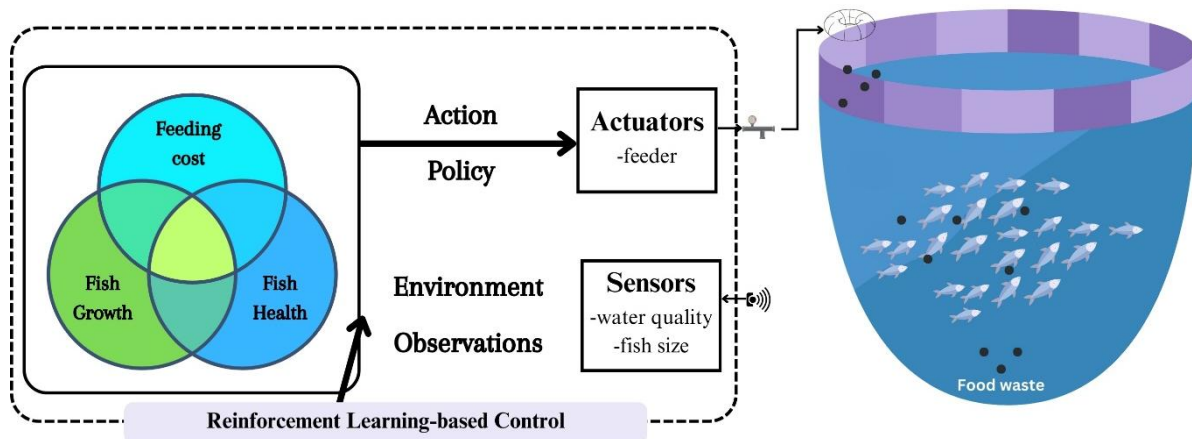 Feeding
cost
Fish
Growth
Fish
Health
Action
Policy
Actuators
-feeder
Environment
Observations
Sensors
-water quality
-fish size
Reinforcement Learning-based Control
Food waste